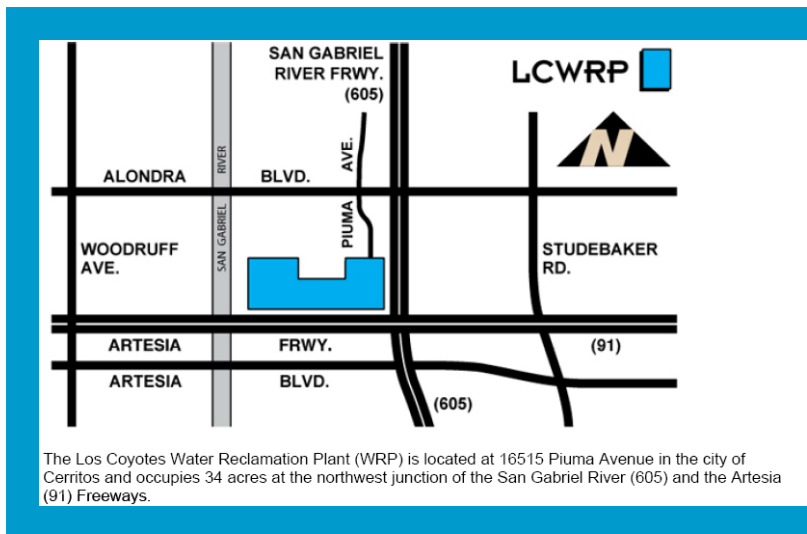 SAN GABRIEL
RIVER FRWY.
(605)
LCWRP
N
PIUMA AVE.
SAN GABRIEL RIVER
ALONDRA BLVD.
WOODRUFF
AVE.
STUDEBAKER
RD.
ARTESIA FRWY. (91)
ARTESIA BLVD.
(605)
The Los Coyotes Water Reclamation Plant (WRP) is located at 16515 Piuma Avenue in the city of
Cerritos and occupies 34 acres at the northwest junction of the San Gabriel River (605) and the Artesia
(91) Freeways.